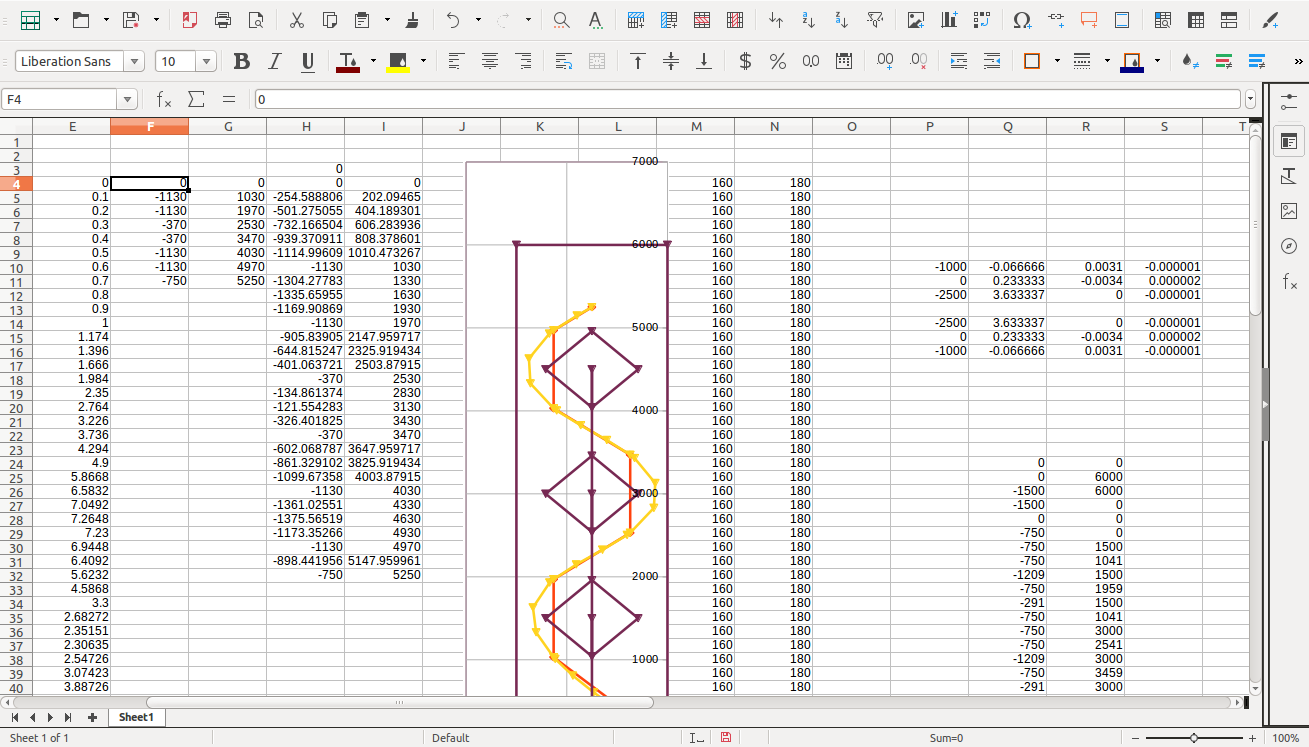 Liberation Sans 10 $ % 0.0 .00 .00 »
F4 fx Σ = 0
E F G H I J K L M N O P Q R S T
1
2
7000
3 0
4 0 0 0 0 0 160 180
5 0.1 -1130 1030 -254.588806 202.09465 160 180
6 0.2 -1130 1970 -501.275055 404.189301 160 180
7 0.3 -370 2530 -732.166504 606.283936 160 180
8 0.4 -370 3470 -939.370911 808.378601 6000 160 180
9 0.5 -1130 4030 -1114.99609 1010.473267 160 180
10 0.6 -1130 4970 -1130 1030 160 180 -1000 -0.066666 0.0031 -0.000001
11 0.7 -750 5250 -1304.27783 1330 160 180 0 0.233333 -0.0034 0.000002
12 0.8 -1335.65955 1630 160 180 -2500 3.633337 0 -0.000001
13 0.9 -1169.90869 1930 160 180
14 1 -1130 1970 5000 160 180 -2500 3.633337 0 -0.000001
15 1.174 -905.83905 2147.959717 160 180 0 0.233333 -0.0034 0.000002
16 1.396 -644.815247 2325.919434 160 180 -1000 -0.066666 0.0031 -0.000001
17 1.666 -401.063721 2503.87915 160 180
18 1.984 -370 2530 160 180
19 2.35 -134.861374 2830 160 180
20 2.764 -121.554283 3130 4000 160 180
21 3.226 -326.401825 3430 160 180
22 3.736 -370 3470 160 180
23 4.294 -602.068787 3647.959717 160 180
24 4.9 -861.329102 3825.919434 160 180 0 0
25 5.8668 -1099.67358 4003.87915 160 180 0 6000
26 6.5832 -1130 4030 3000 160 180 -1500 6000
27 7.0492 -1361.02551 4330 160 180 -1500 0
28 7.2648 -1375.56519 4630 160 180 0 0
29 7.23 -1173.35266 4930 160 180 -750 0
30 6.9448 -1130 4970 160 180 -750 1500
31 6.4092 -898.441956 5147.959961 160 180 -750 1041
32 5.6232 -750 5250 2000 160 180 -1209 1500
33 4.5868 160 180 -750 1959
34 3.3 160 180 -291 1500
35 2.68272 160 180 -750 1041
36 2.35151 160 180 -750 3000
37 2.30635 160 180 -750 2541
38 2.54726 1000 160 180 -1209 3000
39 3.07423 160 180 -750 3459
40 3.88726 160 180 -291 3000
Sheet1
Sheet 1 of 1 Default Sum=0 100%